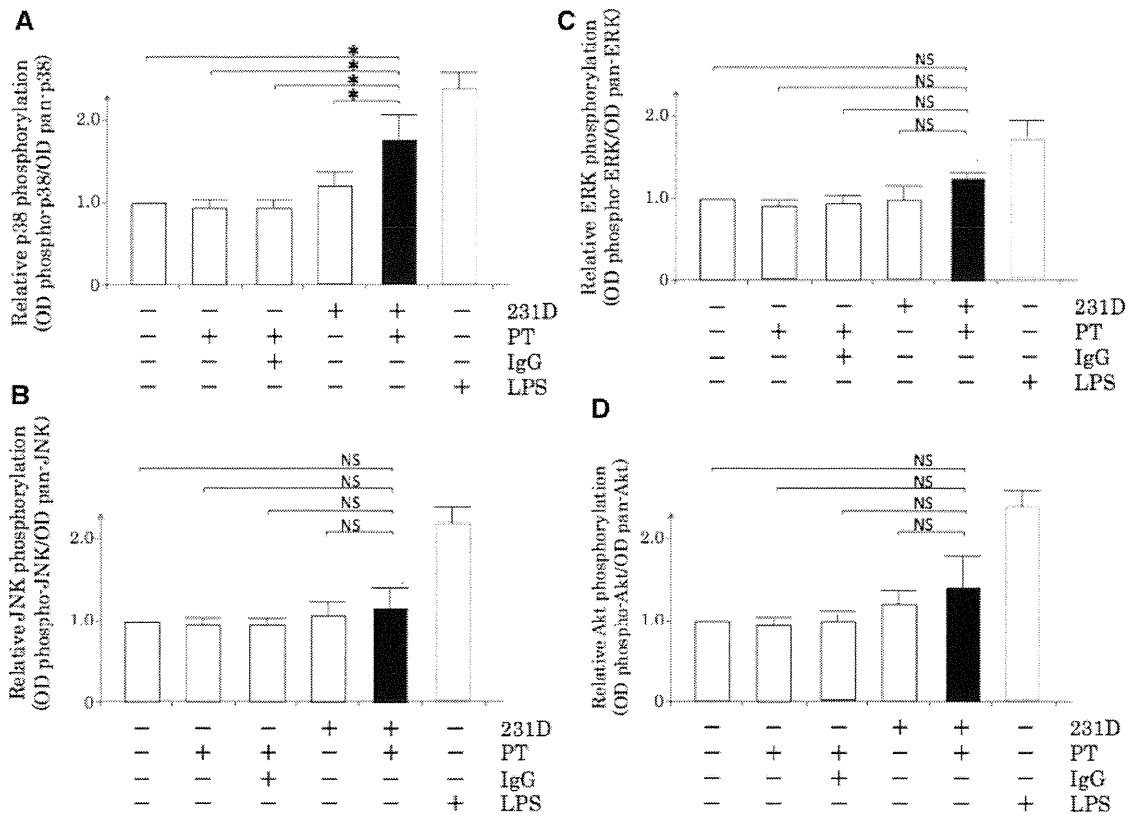 A
Relative p38 phosphorylation
(OD phospho-p38/OD pan-p38)
2.0
1.0
0
*
*
*
*
− − − + + − 231D
− + + − + − PT
− − + − − − IgG
− − − − − + LPS
B
Relative JNK phosphorylation
(OD phospho-JNK/OD pan-JNK)
2.0
1.0
0
NS
NS
NS
NS
− − − + + − 231D
− + + − + − PT
− − + − − − IgG
− − − − − + LPS
C
Relative ERK phosphorylation
(OD phospho-ERK/OD pan-ERK)
2.0
1.0
0
NS
NS
NS
NS
− − − + + − 231D
− + + − + − PT
− − + − − − IgG
− − − − − + LPS
D
Relative Akt phosphorylation
(OD phospho-Akt/OD pan-Akt)
2.0
1.0
0
NS
NS
NS
NS
− − − + + − 231D
− + + − + − PT
− − + − − − IgG
− − − − − + LPS